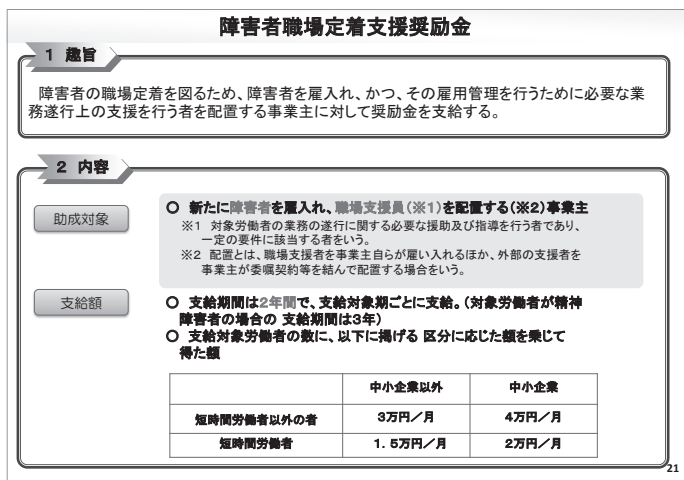 障害者職場定着支援奨励金
１ 趣旨
障害者の職場定着を図るため、障害者を雇入れ、かつ、その雇用管理を行うために必要な業
務遂行上の支援を行う者を配置する事業主に対して奨励金を支給する。
２ 内容
助成対象
○ 新たに障害者を雇入れ、職場支援員（※1）を配置する（※2）事業主
※1 対象労働者の業務の遂行に関する必要な援助及び指導を行う者であり、
一定の要件に該当する者をいう。
※2 配置とは、職場支援者を事業主自らが雇い入れるほか、外部の支援者を
事業主が委嘱契約等を結んで配置する場合をいう。
支給額
○ 支給期間は2年間で、支給対象期ごとに支給。（対象労働者が精神
障害者の場合の 支給期間は3年）
○ 支給対象労働者の数に、以下に掲げる 区分に応じた額を乗じて
得た額
中小企業以外 中小企業
短時間労働者以外の者 3万円／月 4万円／月
短時間労働者 1．5万円／月 2万円／月
21